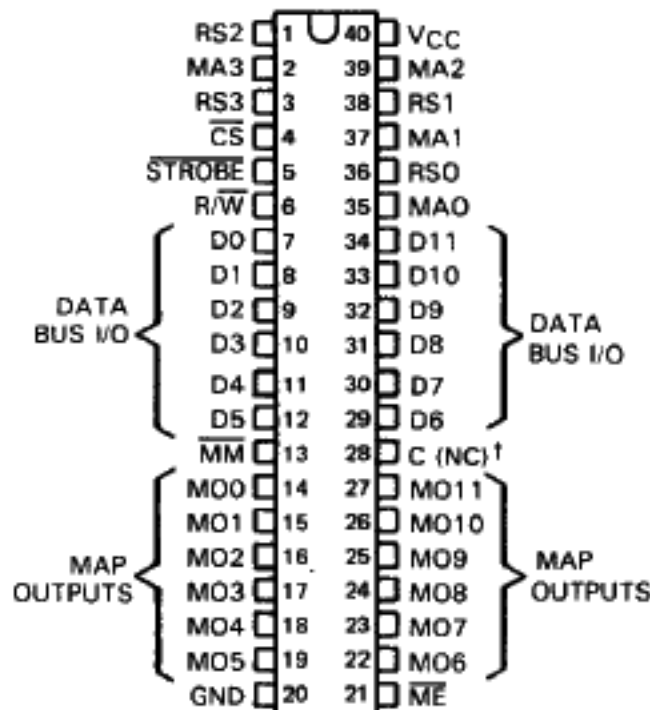 RS2 1 40 VCC
MA3 2 39 MA2
RS3 3 38 RS1
C̅S̅ 4 37 MA1
S̅T̅R̅O̅B̅E̅ 5 36 RS0
R/W̅ 6 35 MA0
D0 7 34 D11
D1 8 33 D10
D2 9 32 D9
DATA BUS I/O
D3 10 31 D8
DATA BUS I/O
D4 11 30 D7
D5 12 29 D6
M̅M̅ 13 28 C (NC)†
MO0 14 27 MO11
MO1 15 26 MO10
MO2 16 25 MO9
MAP OUTPUTS
MO3 17 24 MO8
MAP OUTPUTS
MO4 18 23 MO7
MO5 19 22 MO6
GND 20 21 M̅E̅